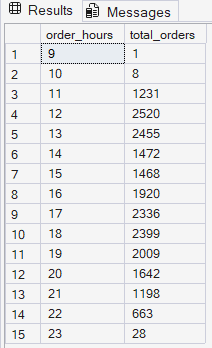 Results Messages
order_hours total_orders
1 9 1
2 10 8
3 11 1231
4 12 2520
5 13 2455
6 14 1472
7 15 1468
8 16 1920
9 17 2336
10 18 2399
11 19 2009
12 20 1642
13 21 1198
14 22 663
15 23 28